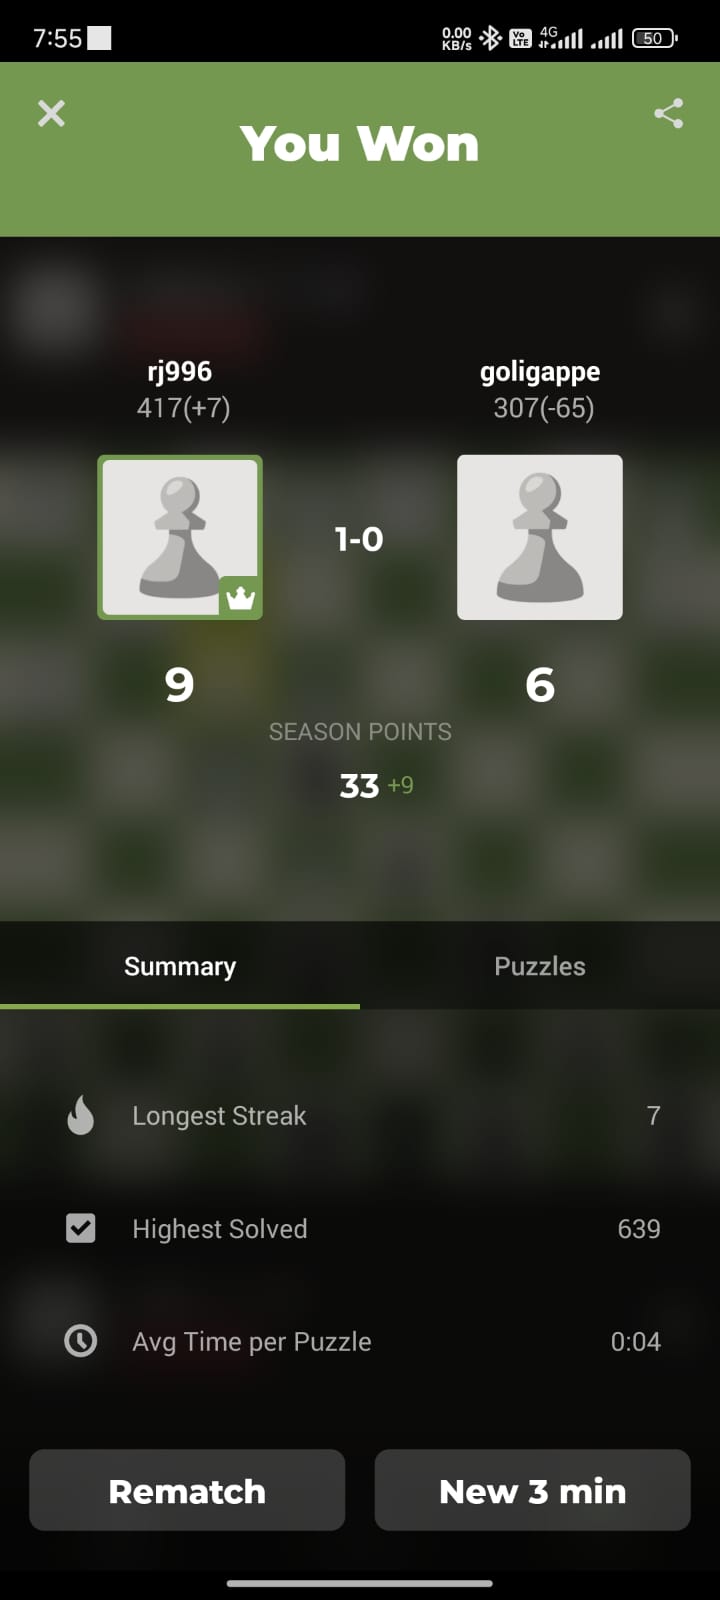 7:55
0.00 KB/s
Vo LTE
4G
50
You Won
rj996
417(+7)
goligappe
307(-65)
1-0
9
6
SEASON POINTS
33 +9
Summary
Puzzles
Longest Streak 7
Highest Solved 639
Avg Time per Puzzle 0:04
Rematch
New 3 min